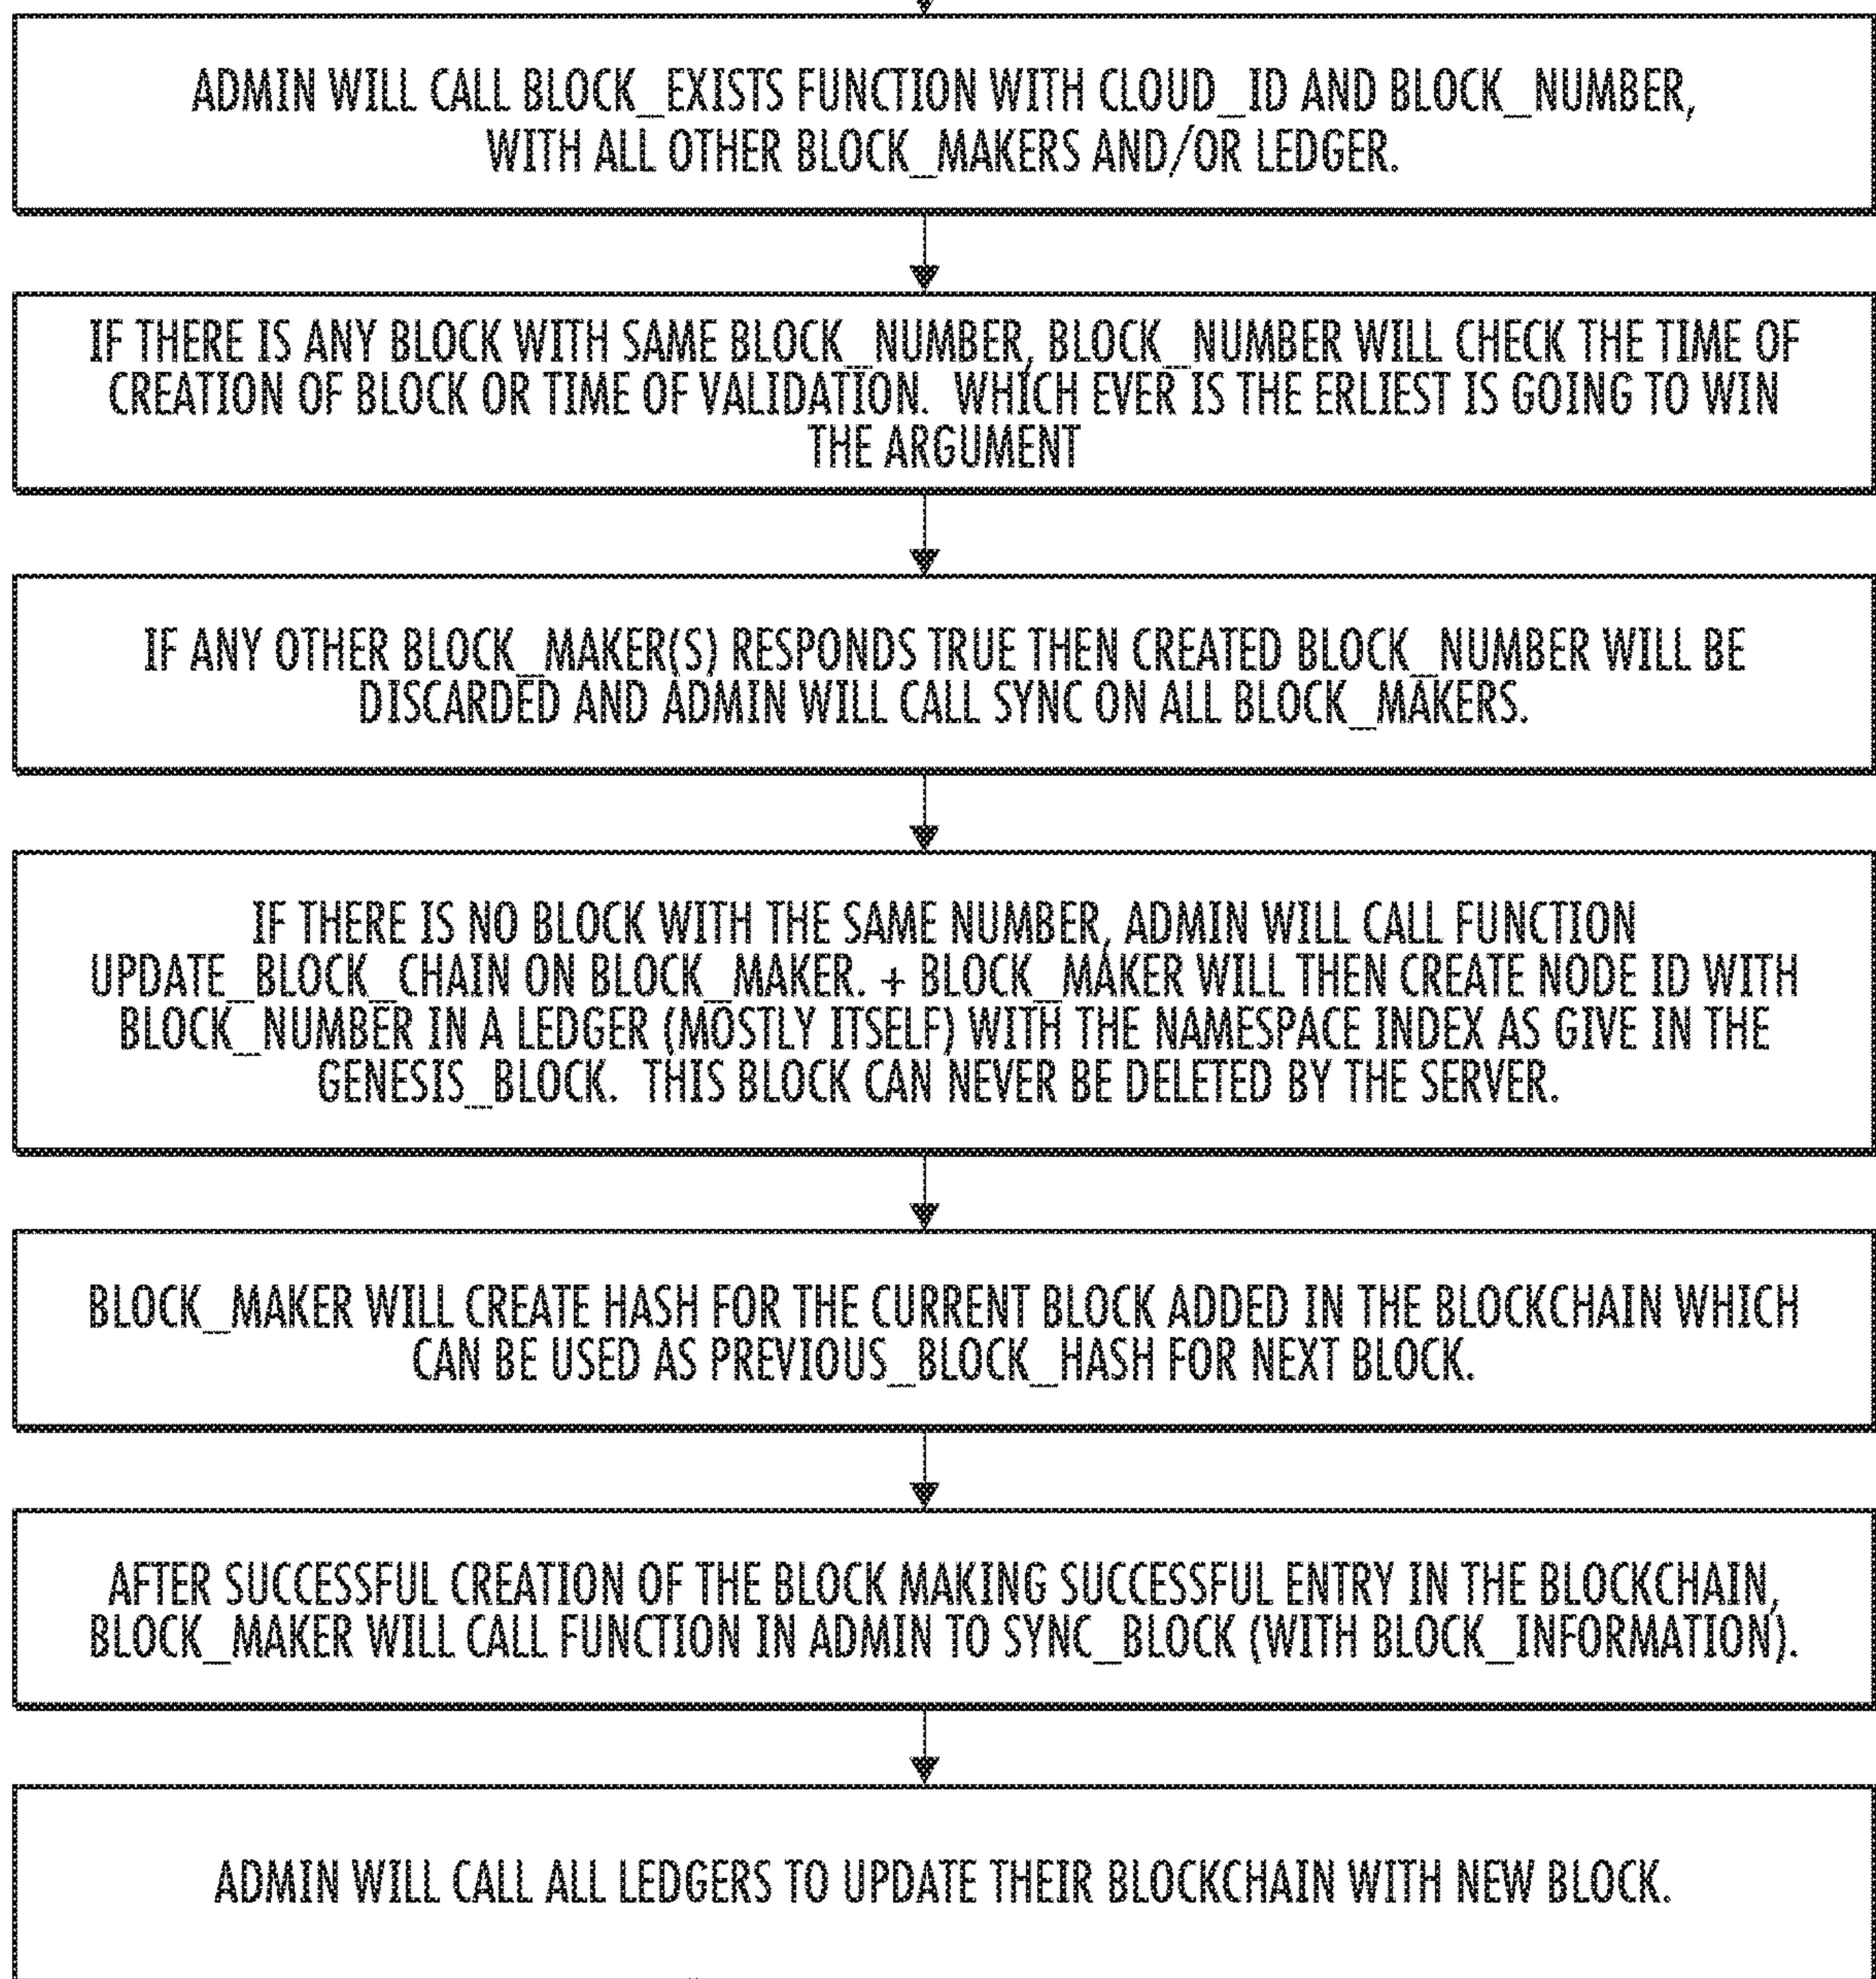 ADMIN WILL CALL BLOCK_EXISTS FUNCTION WITH CLOUD_ID AND BLOCK_NUMBER,
WITH ALL OTHER BLOCK_MAKERS AND/OR LEDGER.
IF THERE IS ANY BLOCK WITH SAME BLOCK_NUMBER, BLOCK_NUMBER WILL CHECK THE TIME OF
CREATION OF BLOCK OR TIME OF VALIDATION. WHICH EVER IS THE ERLIEST IS GOING TO WIN
THE ARGUMENT
IF ANY OTHER BLOCK_MAKER(S) RESPONDS TRUE THEN CREATED BLOCK_NUMBER WILL BE
DISCARDED AND ADMIN WILL CALL SYNC ON ALL BLOCK_MAKERS.
IF THERE IS NO BLOCK WITH THE SAME NUMBER, ADMIN WILL CALL FUNCTION
UPDATE_BLOCK_CHAIN ON BLOCK_MAKER. + BLOCK_MAKER WILL THEN CREATE NODE ID WITH
BLOCK_NUMBER IN A LEDGER (MOSTLY ITSELF) WITH THE NAMESPACE INDEX AS GIVE IN THE
GENESIS_BLOCK. THIS BLOCK CAN NEVER BE DELETED BY THE SERVER.
BLOCK_MAKER WILL CREATE HASH FOR THE CURRENT BLOCK ADDED IN THE BLOCKCHAIN WHICH
CAN BE USED AS PREVIOUS_BLOCK_HASH FOR NEXT BLOCK.
AFTER SUCCESSFUL CREATION OF THE BLOCK MAKING SUCCESSFUL ENTRY IN THE BLOCKCHAIN,
BLOCK_MAKER WILL CALL FUNCTION IN ADMIN TO SYNC_BLOCK (WITH BLOCK_INFORMATION).
ADMIN WILL CALL ALL LEDGERS TO UPDATE THEIR BLOCKCHAIN WITH NEW BLOCK.